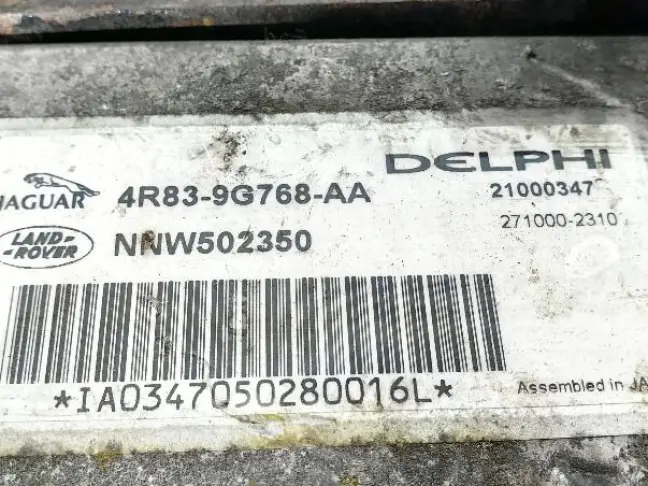 DELPHI
JAGUAR 4R83-9G768-AA 21000347
271000-2310
LAND-ROVER NNW502350
*IA0347050280016L*
Assembled in JA